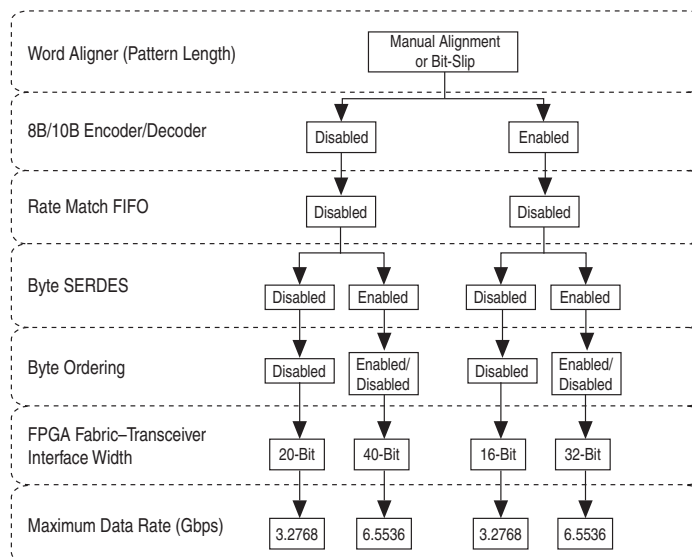 Word Aligner (Pattern Length)
Manual Alignment
or Bit-Slip
8B/10B Encoder/Decoder
Disabled
Enabled
Rate Match FIFO
Disabled
Disabled
Byte SERDES
Disabled
Enabled
Disabled
Enabled
Byte Ordering
Disabled
Enabled/
Disabled
Disabled
Enabled/
Disabled
FPGA Fabric–Transceiver
Interface Width
20-Bit
40-Bit
16-Bit
32-Bit
Maximum Data Rate (Gbps)
3.2768
6.5536
3.2768
6.5536